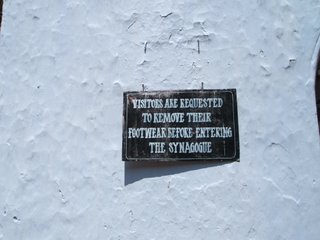 VISITORS ARE REQUESTED
TO REMOVE THEIR
FOOTWEAR BEFORE ENTERING
THE SYNAGOGUE